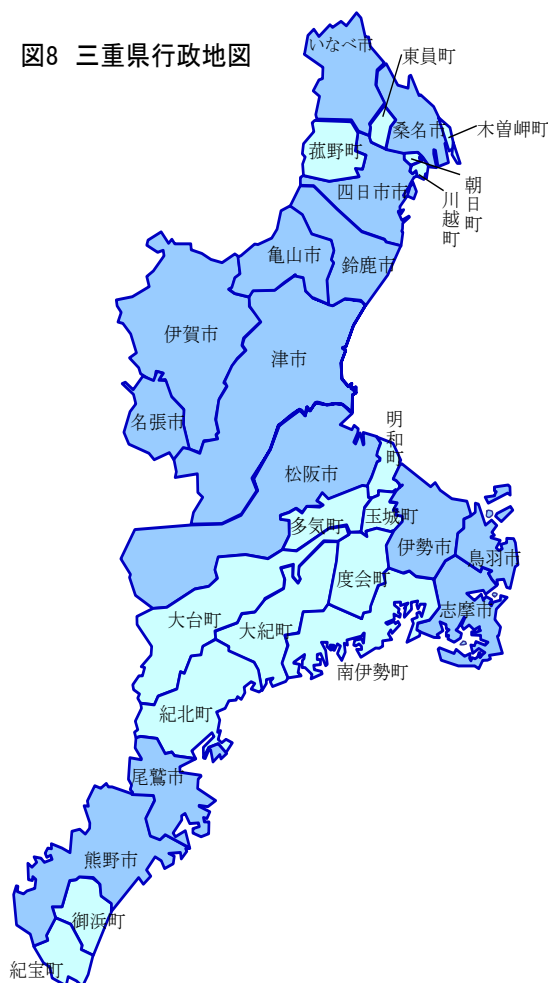 図8 三重県行政地図
いなべ市
東員町
桑名市
木曽岬町
菰野町
朝日町
四日市市
川越町
亀山市
鈴鹿市
伊賀市
津市
名張市
明和町
松阪市
多気町
玉城町
伊勢市
鳥羽市
度会町
志摩市
大台町
大紀町
南伊勢町
紀北町
尾鷲市
熊野市
御浜町
紀宝町